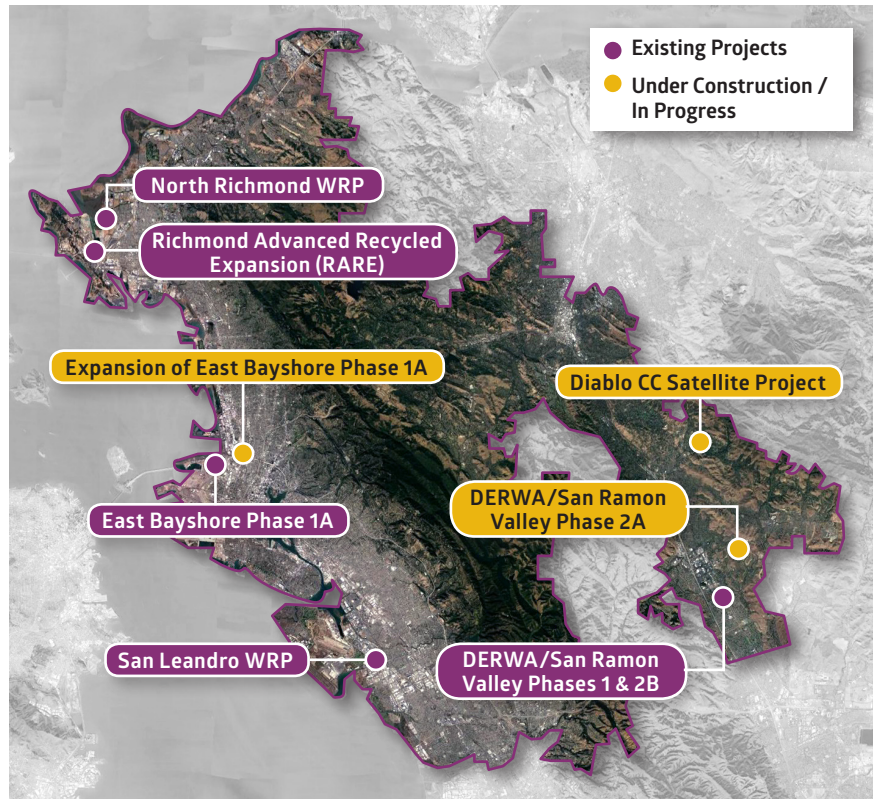 Existing Projects
Under Construction /
In Progress
North Richmond WRP
Richmond Advanced Recycled
Expansion (RARE)
Expansion of East Bayshore Phase 1A
Diablo CC Satellite Project
DERWA/San Ramon
Valley Phase 2A
East Bayshore Phase 1A
San Leandro WRP
DERWA/San Ramon
Valley Phases 1 & 2B